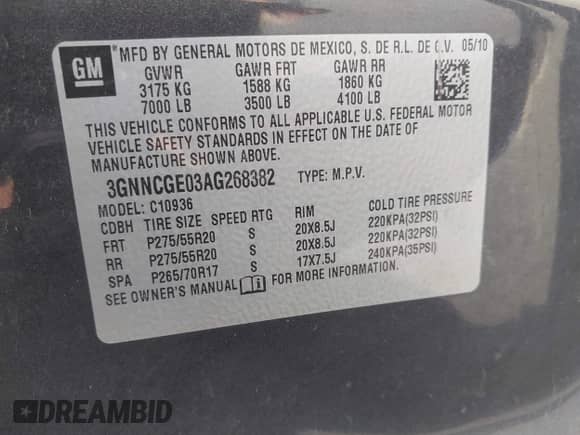 GM *MFD BY GENERAL MOTORS DE MEXICO, S. DE R.L. DE C.V. 05/10
GVWR GAWR FRT GAWR RR
3175 KG 1588 KG 1860 KG
7000 LB 3500 LB 4100 LB
THIS VEHICLE CONFORMS TO ALL APPLICABLE U.S. FEDERAL MOTOR
VEHICLE SAFETY STANDARDS IN EFFECT ON THE DATE OF
MANUFACTURE SHOWN ABOVE.
3GNNCGE03AG268382 TYPE: M.P.V.
MODEL: C10936
CDBH TIRE SIZE SPEED RTG RIM COLD TIRE PRESSURE
FRT P275/55R20 S 20X8.5J 220KPA(32PSI)
RR P275/55R20 S 20X8.5J 220KPA(32PSI)
SPA P265/70R17 S 17X7.5J 240KPA(35PSI)
SEE OWNER'S MANUAL FOR MORE INFORMATION.
DREAMBID